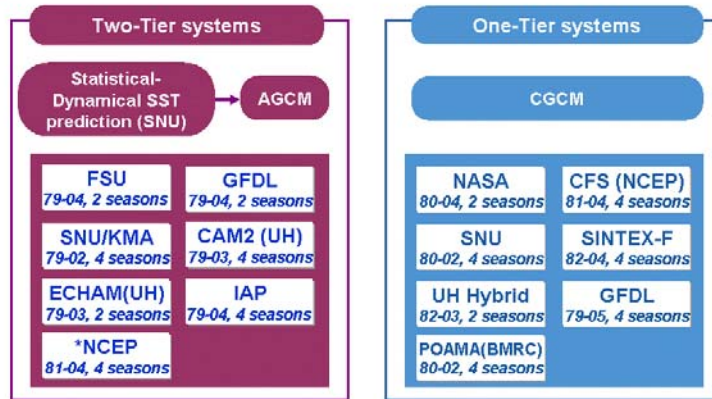 Two-Tier systems
Statistical-
Dynamical SST
prediction (SNU)
AGCM
FSU
79-04, 2 seasons
GFDL
79-04, 2 seasons
SNU/KMA
79-02, 4 seasons
CAM2 (UH)
79-03, 4 seasons
ECHAM(UH)
79-03, 2 seasons
IAP
79-04, 4 seasons
*NCEP
81-04, 4 seasons
One-Tier systems
CGCM
NASA
80-04, 2 seasons
CFS (NCEP)
81-04, 4 seasons
SNU
80-02, 4 seasons
SINTEX-F
82-04, 4 seasons
UH Hybrid
82-03, 2 seasons
GFDL
79-05, 4 seasons
POAMA(BMRC)
80-02, 4 seasons